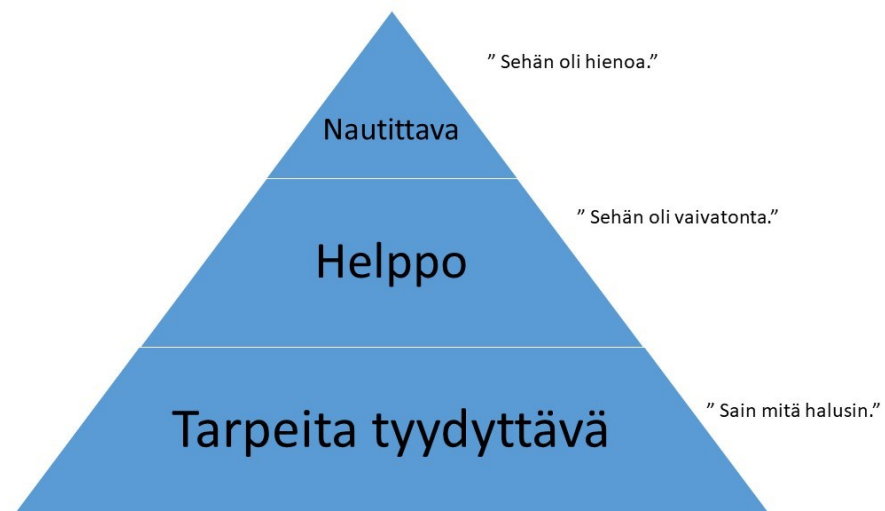 ” Sehän oli hienoa.”
Nautittava
” Sehän oli vaivatonta.”
Helppo
” Sain mitä halusin.”
Tarpeita tyydyttävä